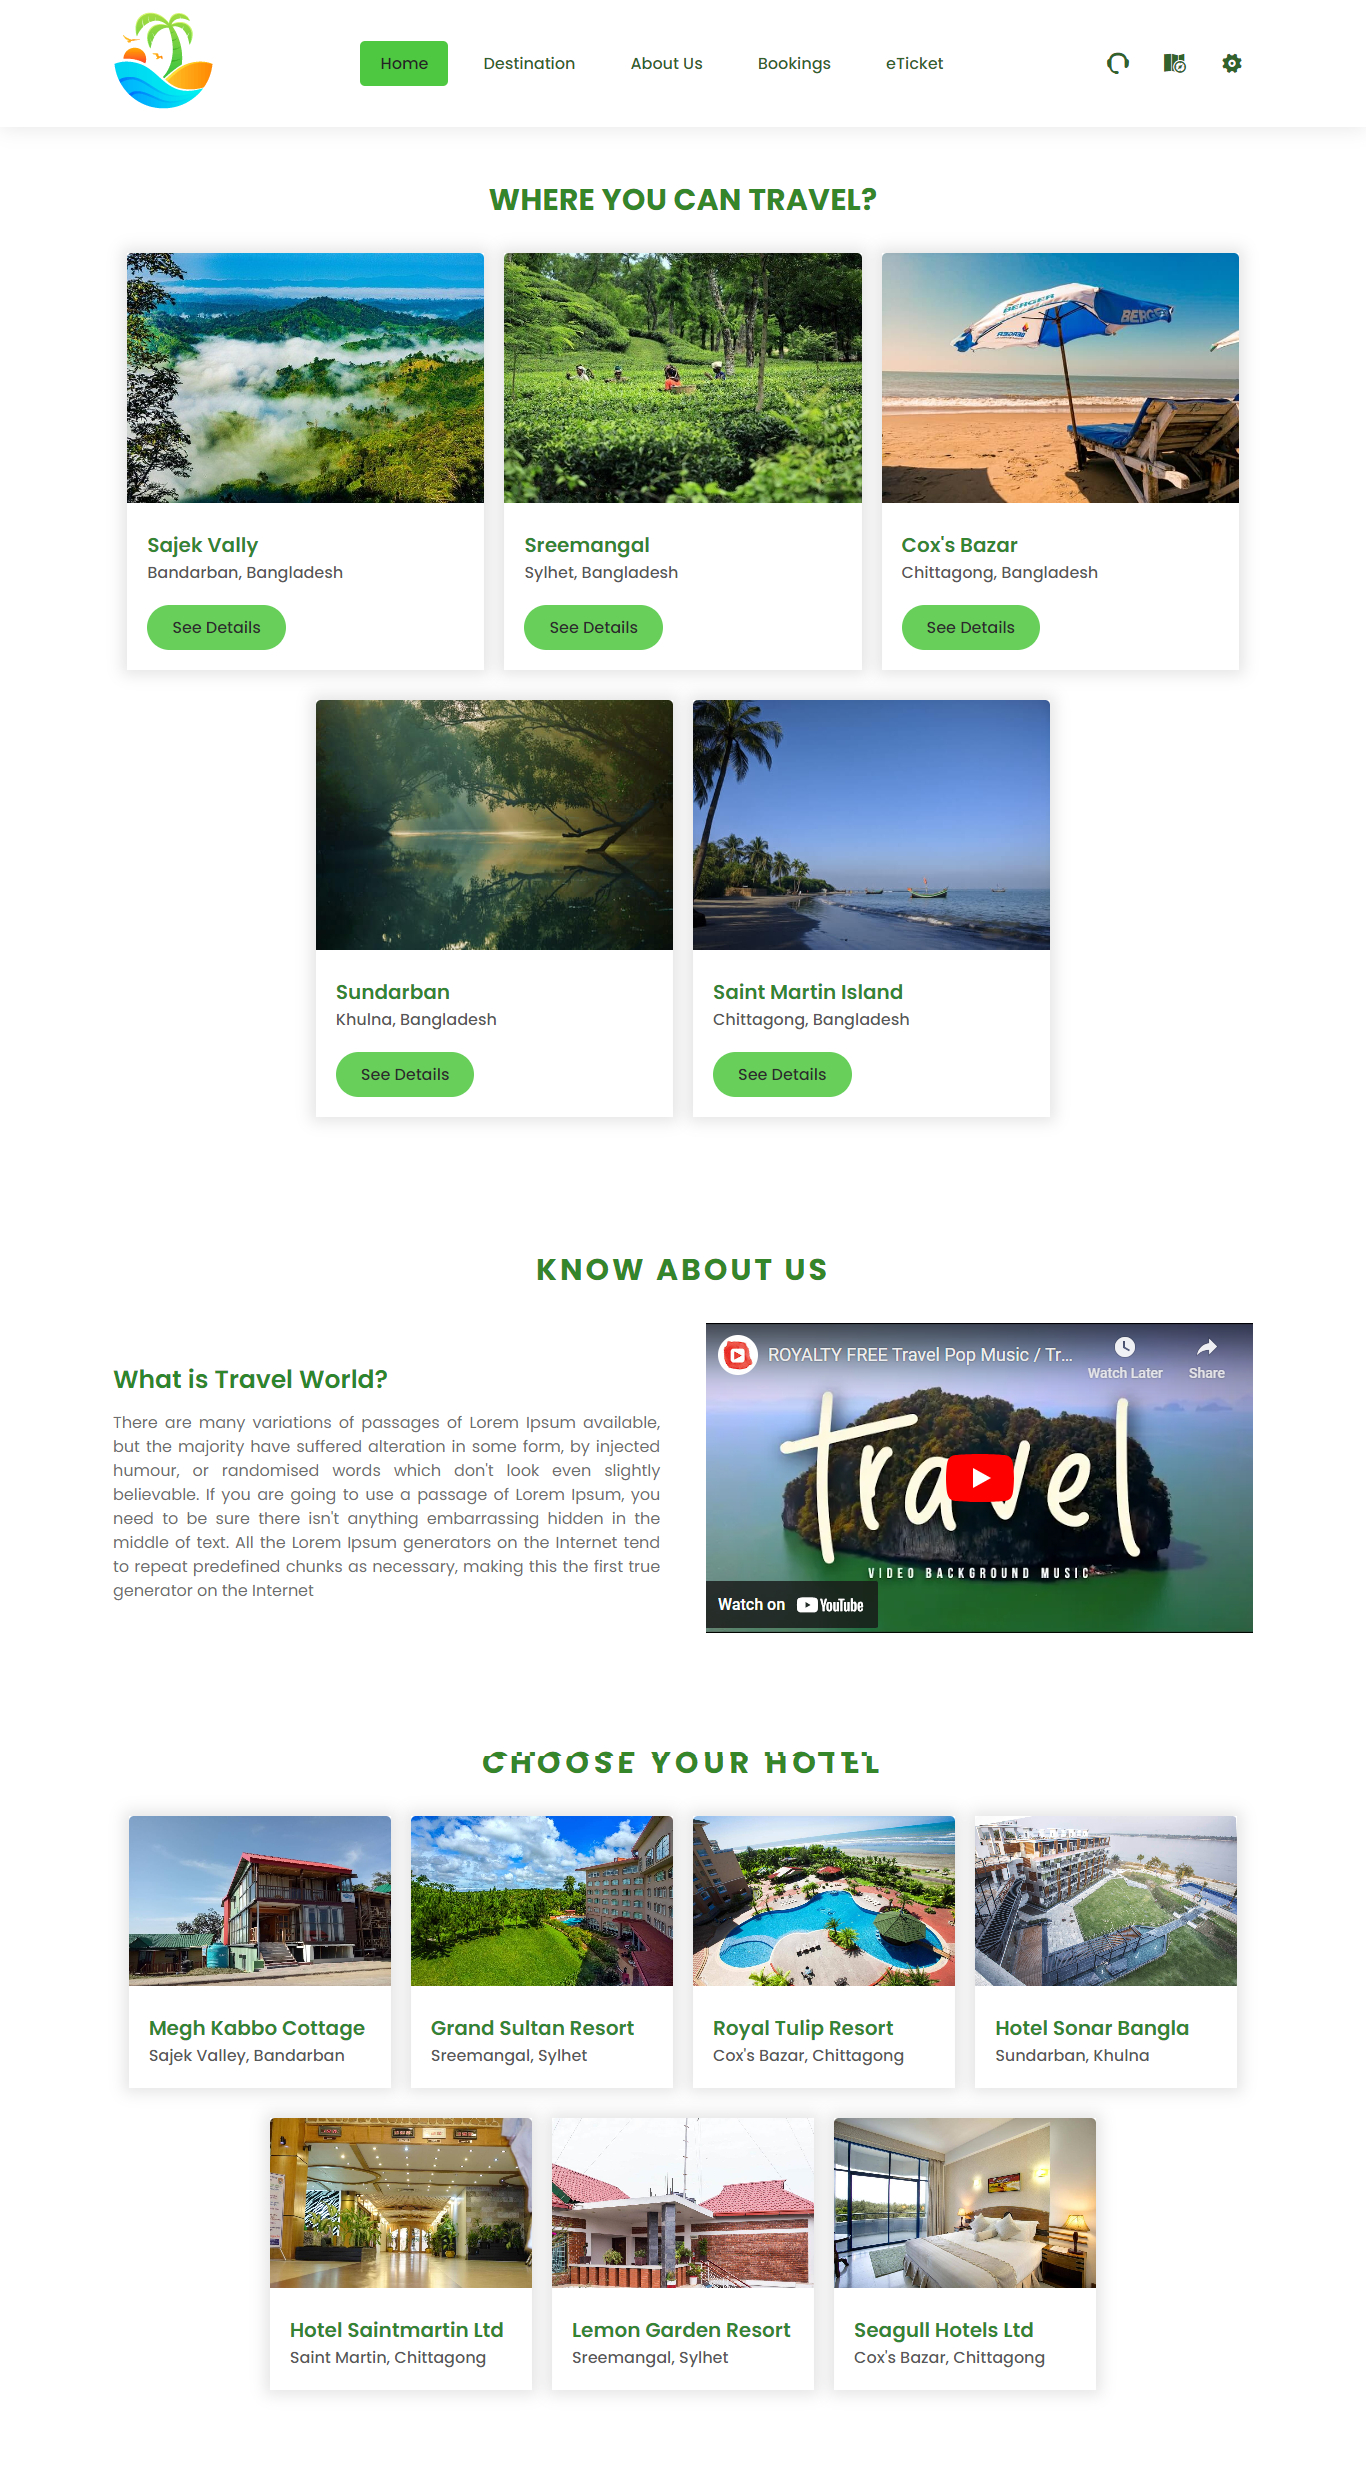 Home
Destination
About Us
Bookings
eTicket
WHERE YOU CAN TRAVEL?
BERGER
BERGE
BERGER
Sajek Vally
Bandarban, Bangladesh
See Details
Sreemangal
Sylhet, Bangladesh
See Details
Cox's Bazar
Chittagong, Bangladesh
See Details
Sundarban
Khulna, Bangladesh
See Details
Saint Martin Island
Chittagong, Bangladesh
See Details
KNOW ABOUT US
What is Travel World?
There are many variations of passages of Lorem Ipsum available,
but the majority have suffered alteration in some form, by injected
humour, or randomised words which don't look even slightly
believable. If you are going to use a passage of Lorem Ipsum, you
need to be sure there isn't anything embarrassing hidden in the
middle of text. All the Lorem Ipsum generators on the Internet tend
to repeat predefined chunks as necessary, making this the first true
generator on the Internet
ROYALTY FREE Travel Pop Music / Tr...
Watch Later
Share
travel
VIDEO BACKGROUND MUSIC
Watch on YouTube
CHOOSE YOUR HOTEL
Megh Kabbo Cottage
Sajek Valley, Bandarban
Grand Sultan Resort
Sreemangal, Sylhet
Royal Tulip Resort
Cox's Bazar, Chittagong
Hotel Sonar Bangla
Sundarban, Khulna
Hotel Saintmartin Ltd
Saint Martin, Chittagong
Lemon Garden Resort
Sreemangal, Sylhet
Seagull Hotels Ltd
Cox's Bazar, Chittagong